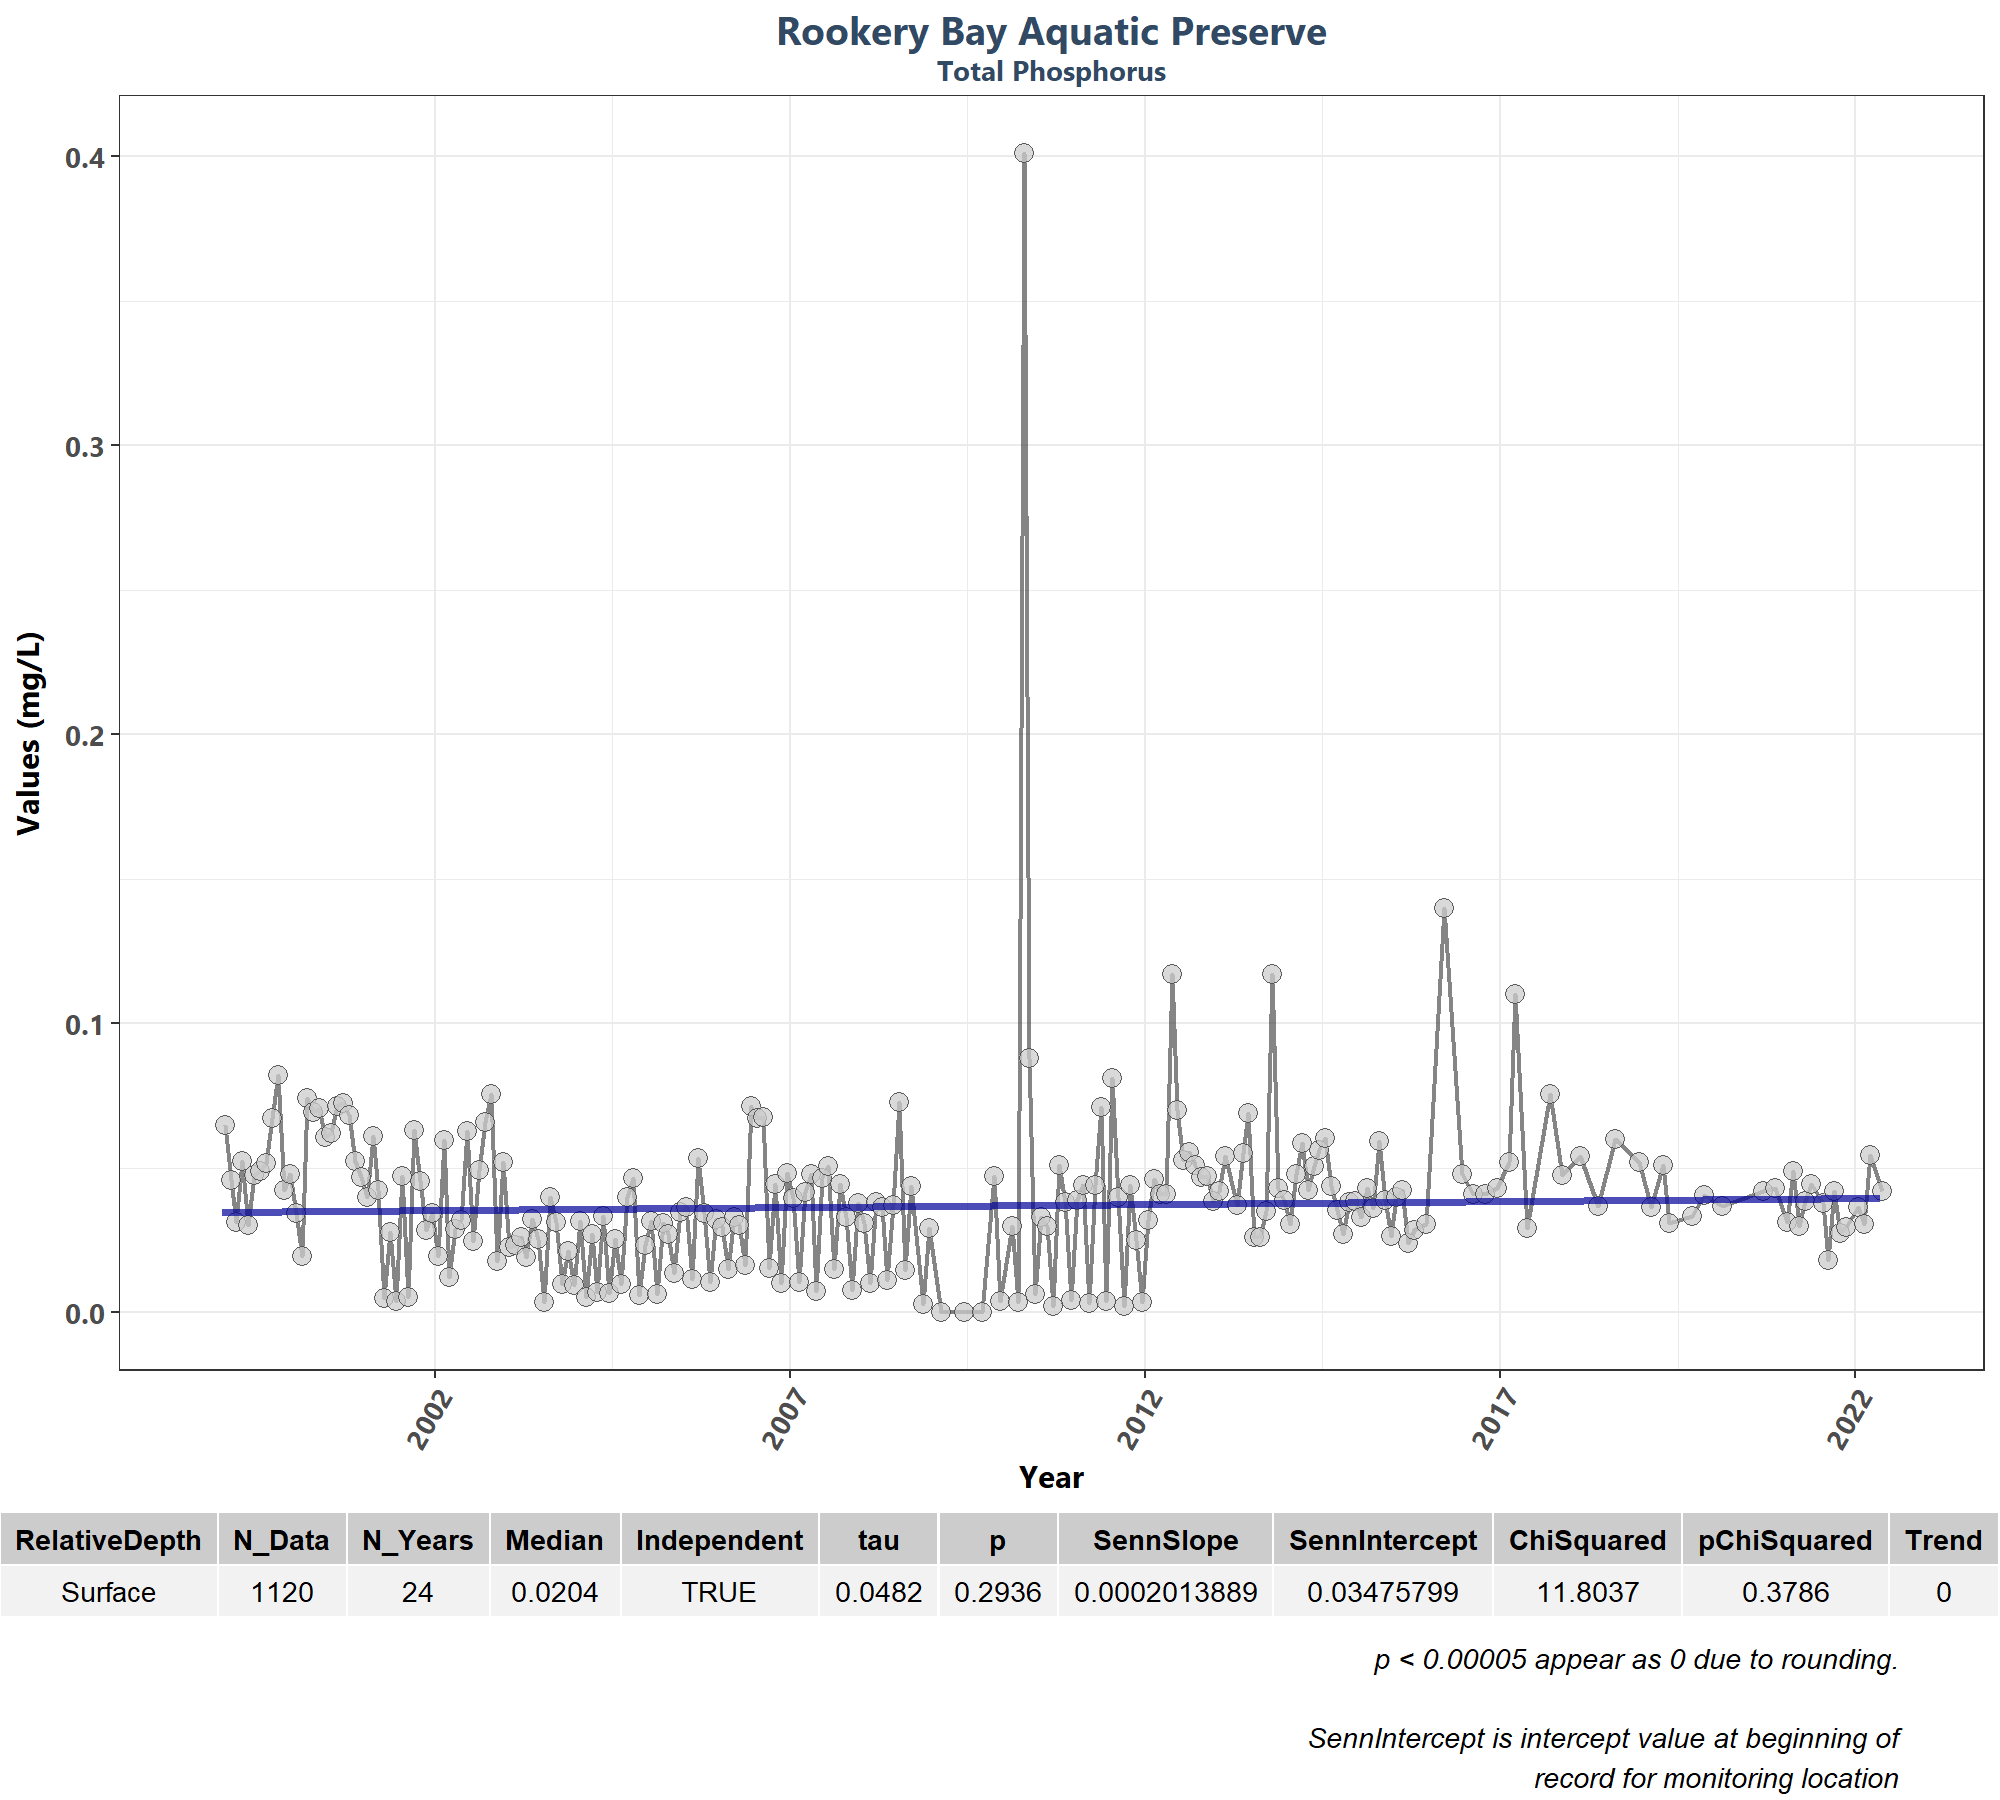 Rookery Bay Aquatic Preserve
Total Phosphorus
Values (mg/L)
0.4
0.3
0.2
0.1
0.0
2002 2007 2012 2017 2022
Year
RelativeDepth N_Data N_Years Median Independent tau p SennSlope SennIntercept ChiSquared pChiSquared Trend
Surface 1120 24 0.0204 TRUE 0.0482 0.2936 0.0002013889 0.03475799 11.8037 0.3786 0
p < 0.00005 appear as 0 due to rounding.
SennIntercept is intercept value at beginning of
record for monitoring location